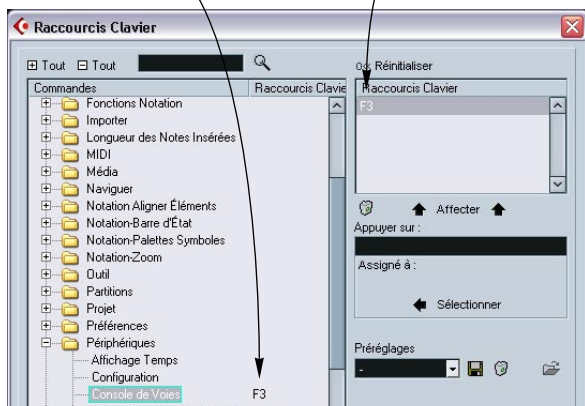 Raccourcis Clavier
Tout Tout
Commandes Raccourcis Clavie
Fonctions Notation
Importer
Longueur des Notes Insérées
MIDI
Média
Naviguer
Notation Aligner Éléments
Notation-Barre d'État
Notation-Palettes Symboles
Notation-Zoom
Outil
Partitions
Projet
Préférences
Périphériques
Affichage Temps
Configuration
Console de Voies F3
Réinitialiser
Raccourcis Clavier
F3
Affecter
Appuyer sur :
Assigné à :
Sélectionner
Préréglages
-